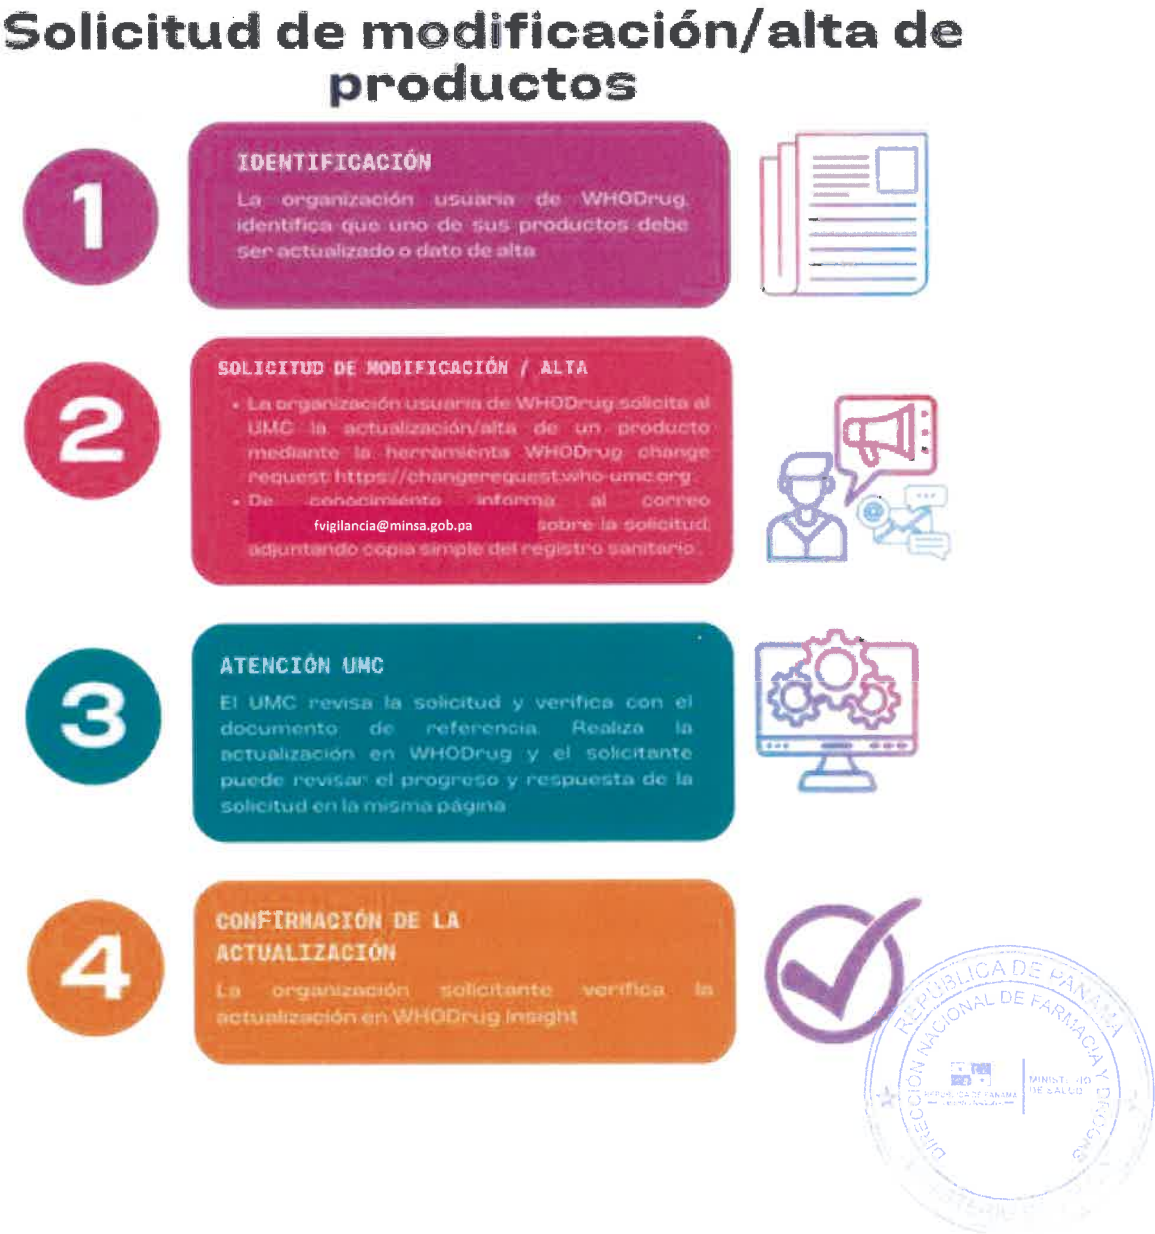 Solicitud de modificación/alta de
productos
1
IDENTIFICACIÓN
La organización usuaria de WHODrug,
identifica que uno de sus productos debe
ser actualizado o dato de alta
2
SOLICITUD DE MODIFICACIÓN / ALTA
• La organización usuaria de WHODrug solicita al
UMC la actualización/alta de un producto
mediante la herramienta WHODrug change
request https://changerequest.who-umc.org
• De conocimiento informa al correo
fvigilancia@minsa.gob.pa sobre la solicitud,
adjuntando copia simple del registro sanitario.
3
ATENCIÓN UMC
El UMC revisa la solicitud y verifica con el
documento de referencia. Realiza la
actualización en WHODrug y el solicitante
puede revisar el progreso y respuesta de la
solicitud en la misma página
4
CONFIRMACIÓN DE LA
ACTUALIZACIÓN
La organización solicitante verifica la
actualización en WHODrug Insight
REPÚBLICA DE PANAMÁ
DIRECCIÓN NACIONAL DE FARMACIA Y DROGAS
REPÚBLICA DE PANAMÁ
MINISTERIO
DE SALUD